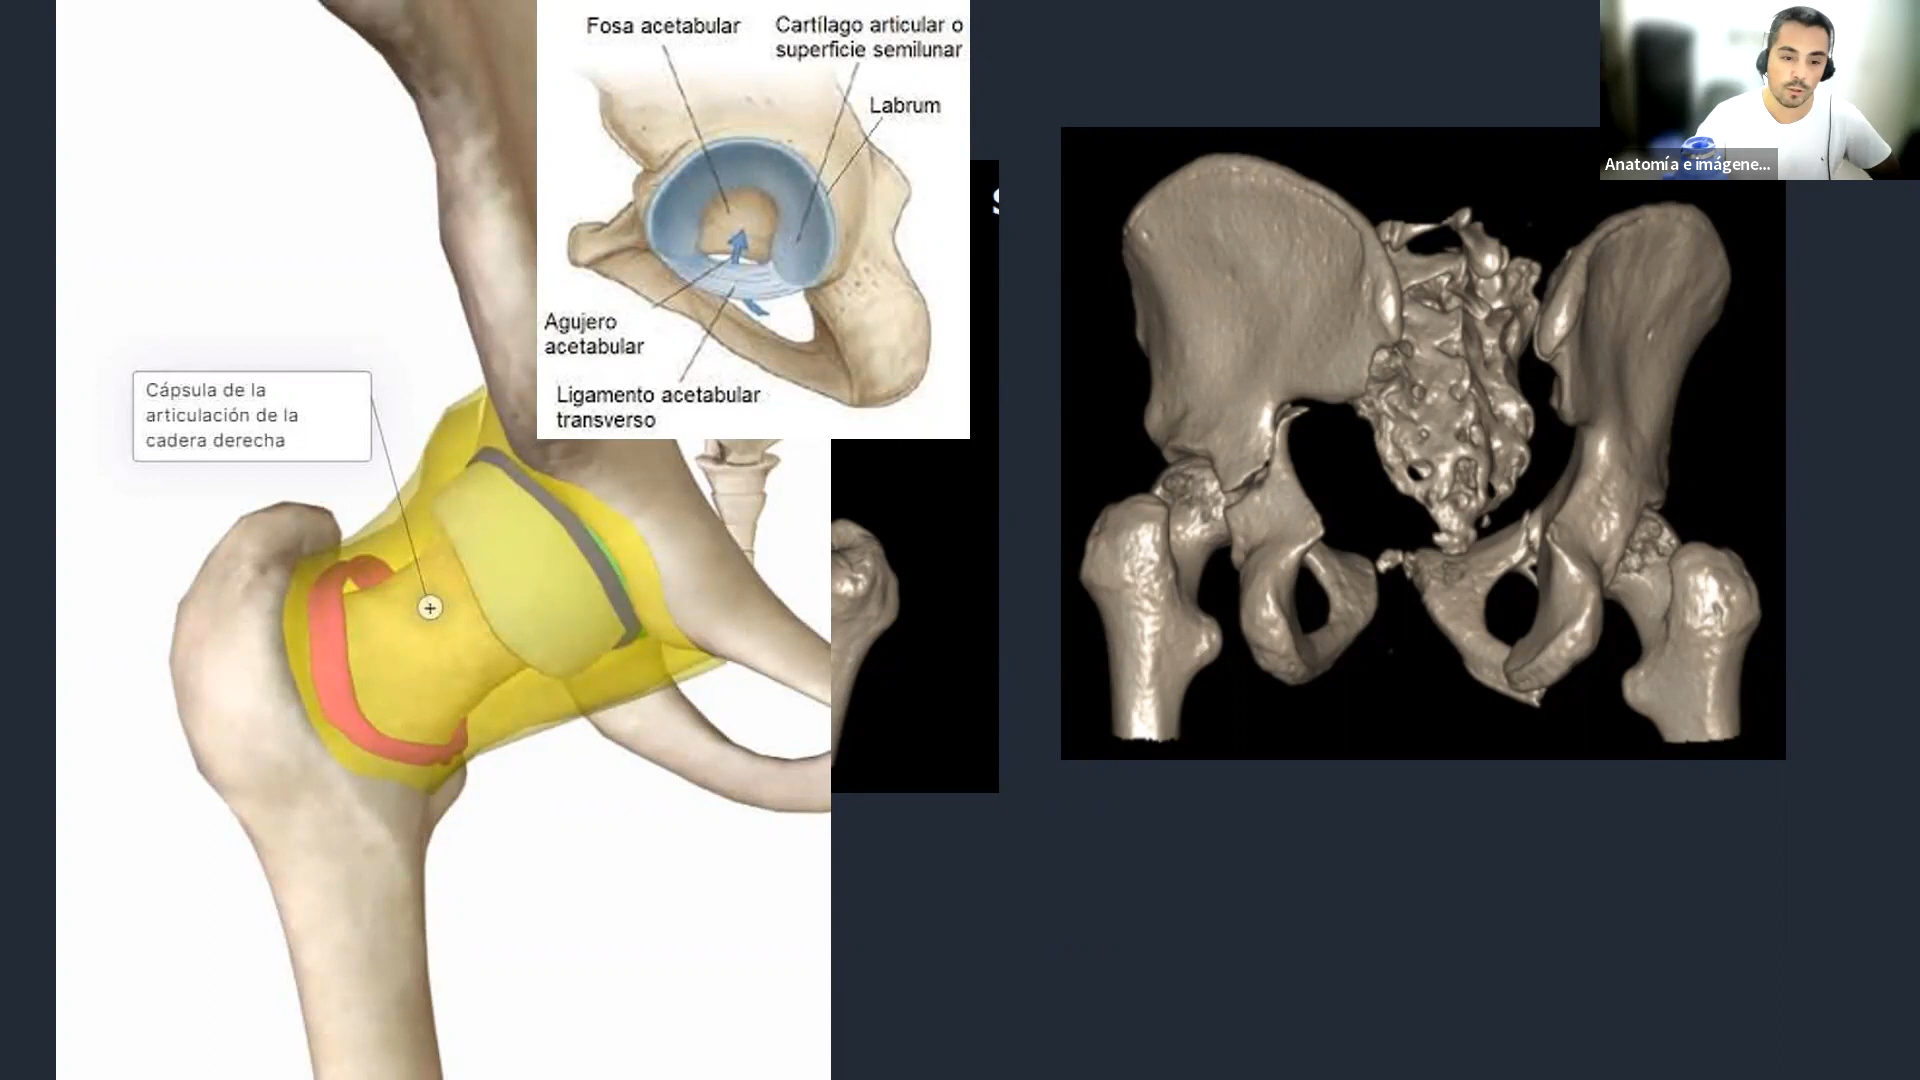 Fosa acetabular
Cartílago articular o
superficie semilunar
Labrum
Agujero
acetabular
Ligamento acetabular
transverso
Cápsula de la
articulación de la
cadera derecha
Anatomía e imágene...